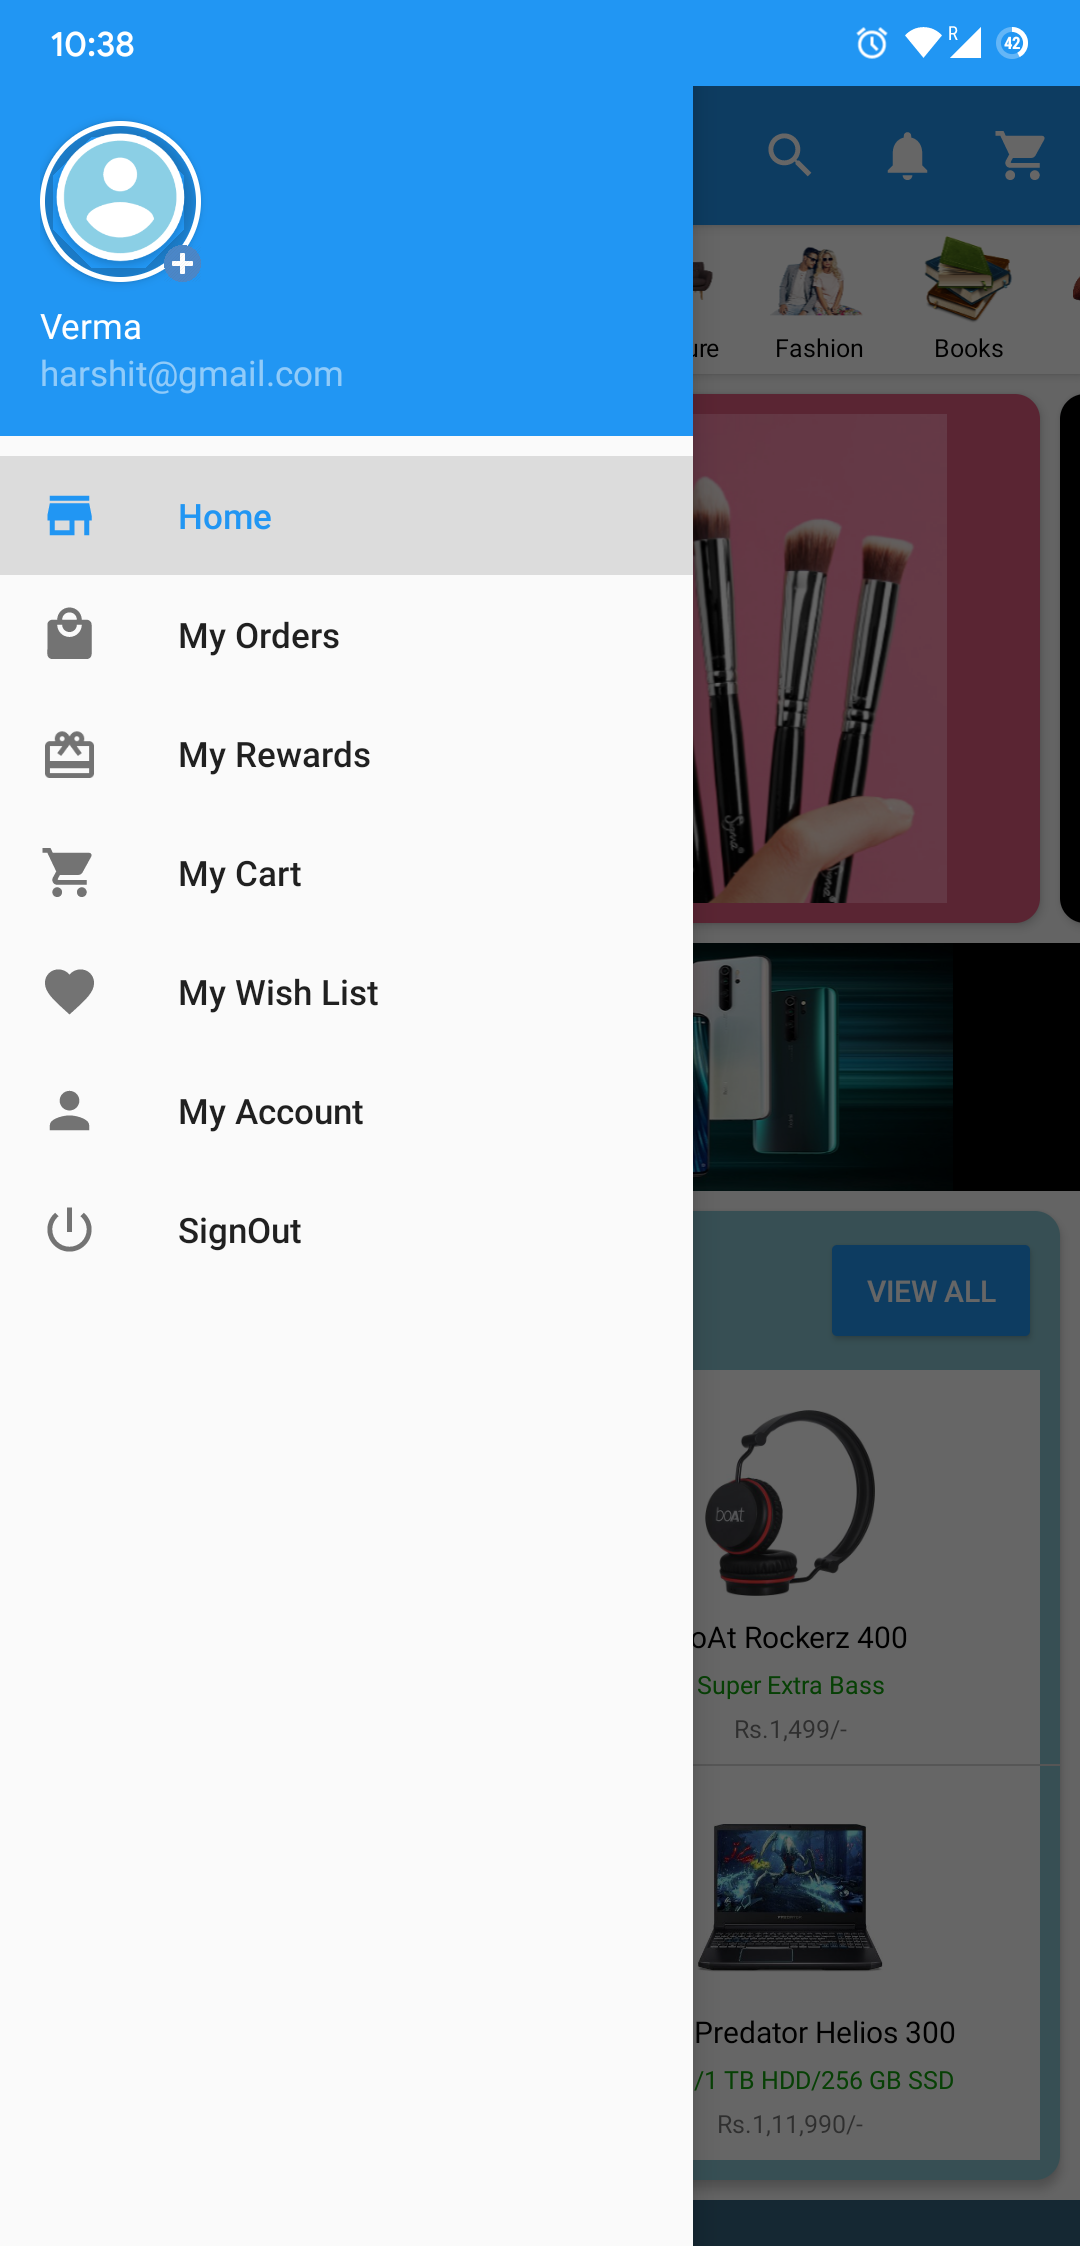 10:38
R
42
Verma
harshit@gmail.com
Home
My Orders
My Rewards
My Cart
My Wish List
My Account
SignOut
ure
Fashion
Books
Sigma
VIEW ALL
boAt
oAt Rockerz 400
Super Extra Bass
Rs.1,499/-
PREDATOR
Predator Helios 300
/1 TB HDD/256 GB SSD
Rs.1,11,990/-